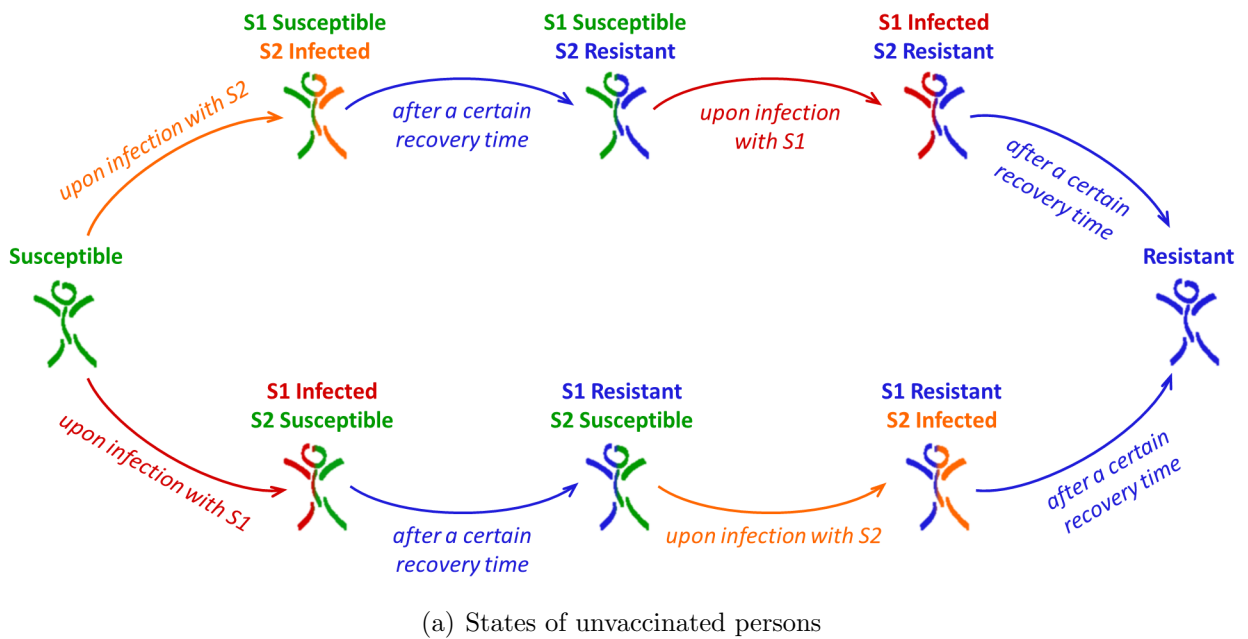 S1 Susceptible
S2 Infected
S1 Susceptible
S2 Resistant
S1 Infected
S2 Resistant
upon infection with S2
after a certain
recovery time
upon infection
with S1
after a certain
recovery time
Susceptible
Resistant
upon infection with S1
S1 Infected
S2 Susceptible
S1 Resistant
S2 Susceptible
S1 Resistant
S2 Infected
after a certain
recovery time
upon infection with S2
after a certain
recovery time
(a) States of unvaccinated persons